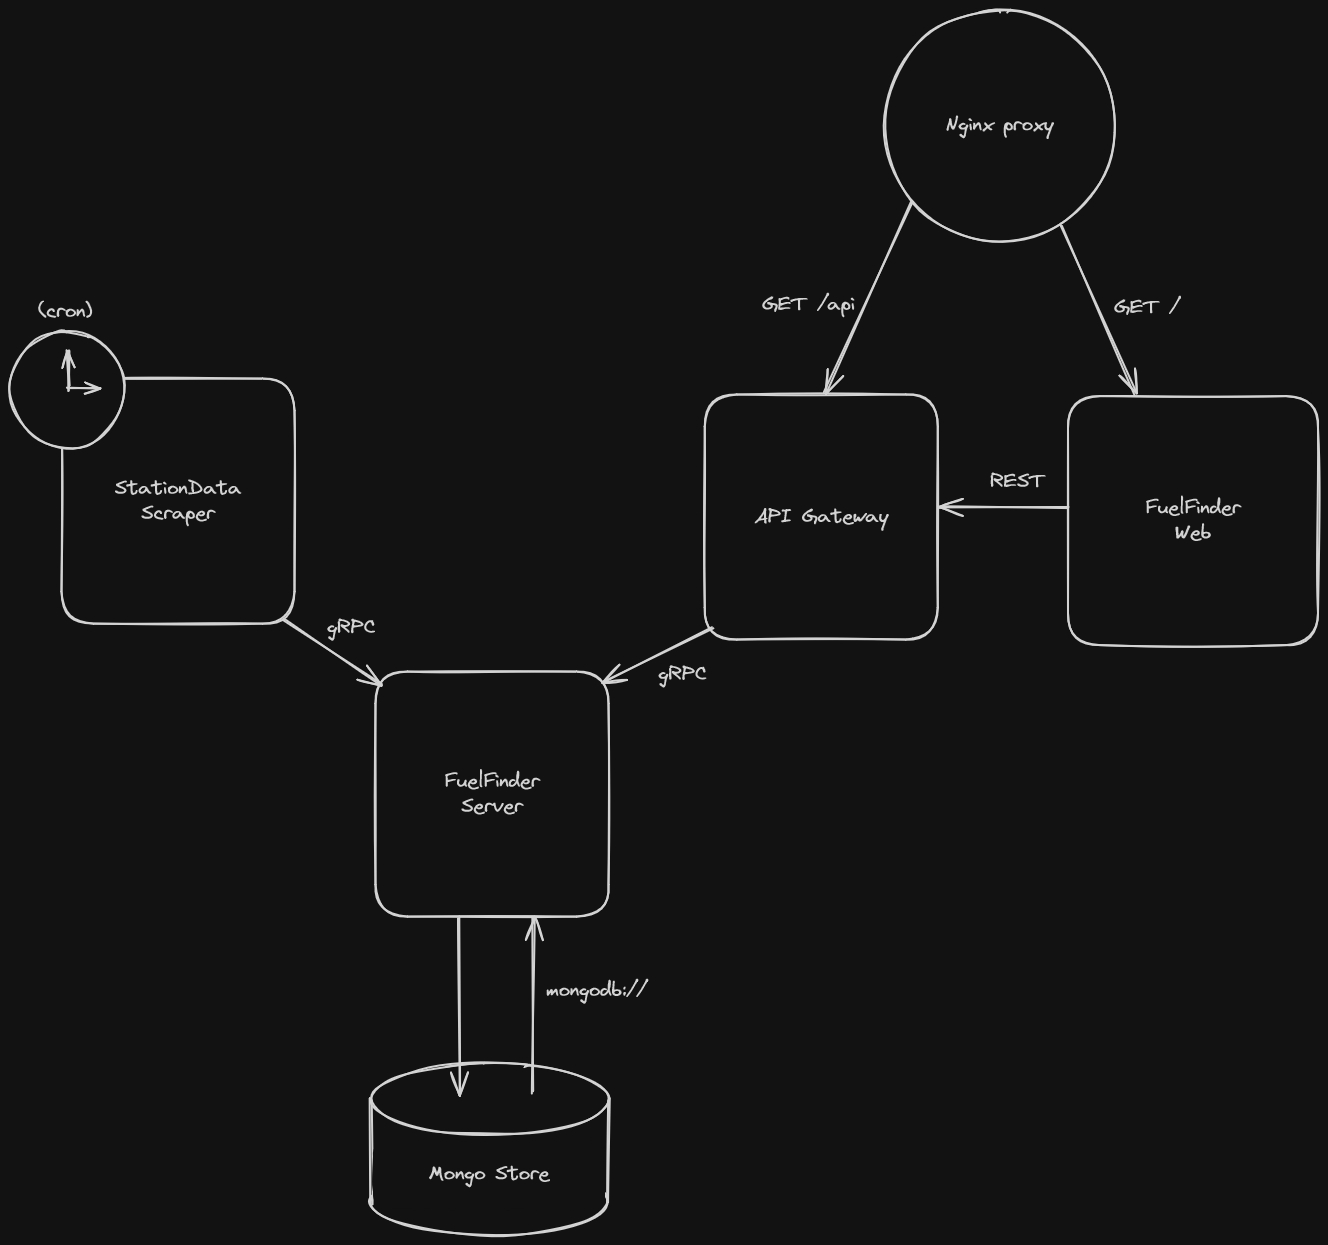 Nginx proxy
GET /api
GET /
(cron)
StationData
Scraper
REST
API Gateway
FuelFinder
Web
gRPC
gRPC
FuelFinder
Server
mongodb://
Mongo Store